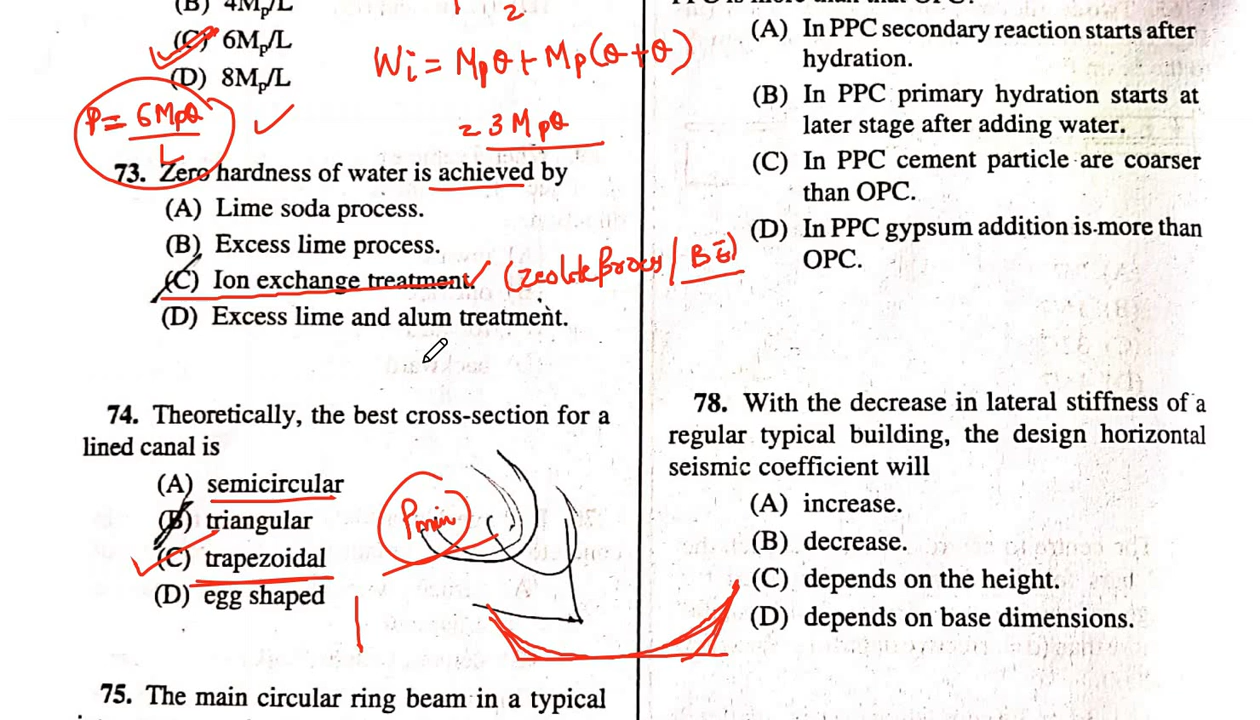 (B) 4Mₚ/L
2
(C) 6Mₚ/L
(D) 8Mₚ/L
Wi = Mpθ + Mp(θ+θ)
= 3Mpθ
P = 6Mpθ
L
73. Zero hardness of water is achieved by
(A) Lime soda process.
(B) Excess lime process.
(C) Ion exchange treatment.
(D) Excess lime and alum treatment.
74. Theoretically, the best cross-section for a
lined canal is
(A) semicircular
(B) triangular
(C) trapezoidal
(D) egg shaped
Pmin
75. The main circular ring beam in a typical
(A) In PPC secondary reaction starts after
hydration.
(B) In PPC primary hydration starts at
later stage after adding water.
(C) In PPC cement particle are coarser
than OPC.
(D) In PPC gypsum addition is more than
OPC.
78. With the decrease in lateral stiffness of a
regular typical building, the design horizontal
seismic coefficient will
(A) increase.
(B) decrease.
(C) depends on the height.
(D) depends on base dimensions.